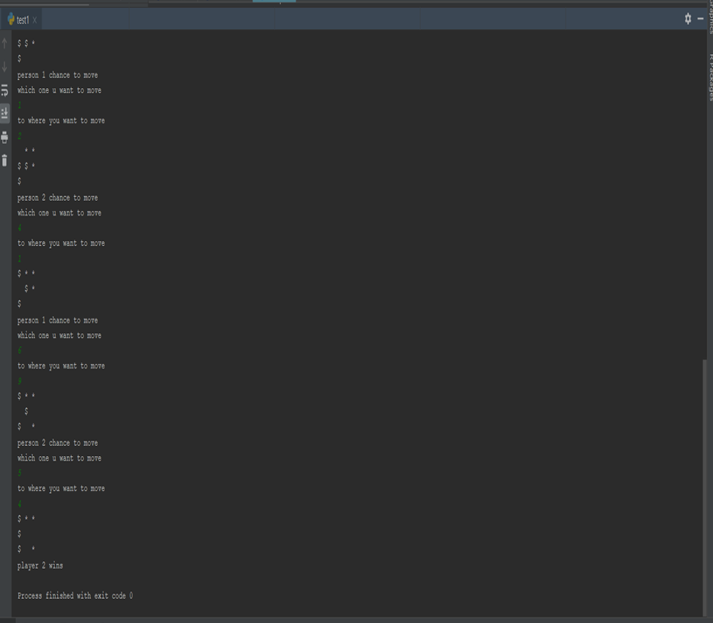 test1
$ $ *
$
person 1 chance to move
which one u want to move
1
to where you want to move
2
* *
$ $ *
$
person 2 chance to move
which one u want to move
4
to where you want to move
1
$ * *
$ *
$
person 1 chance to move
which one u want to move
6
to where you want to move
$ * *
$
$ *
person 2 chance to move
which one u want to move
to where you want to move
4
$ * *
$
$ *
player 2 wins
Process finished with exit code 0
R Packages